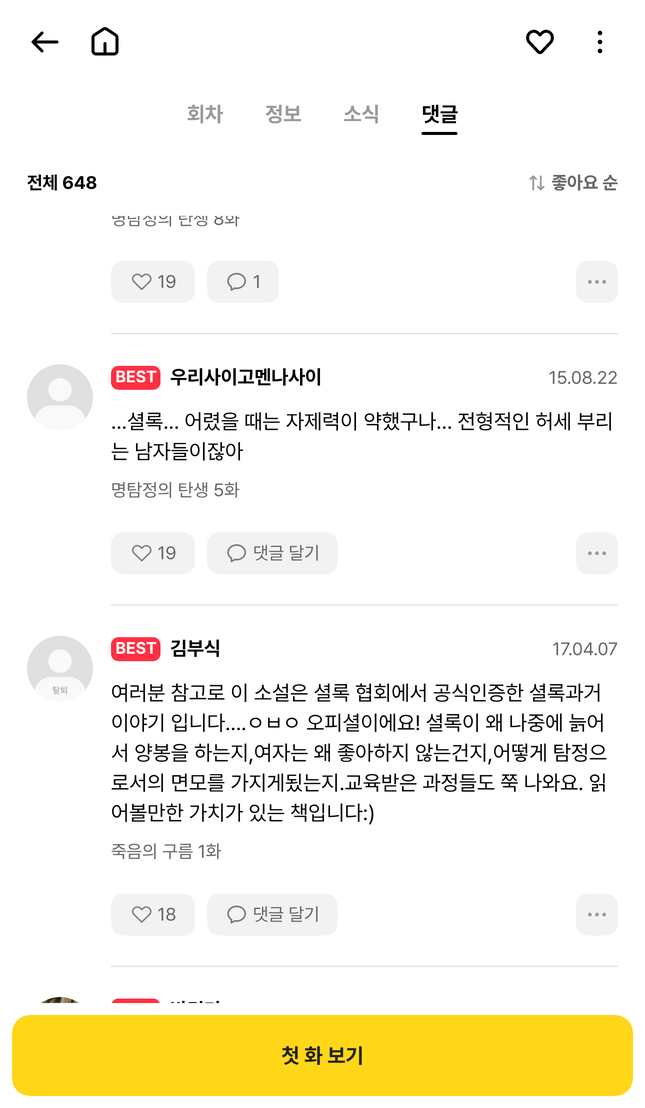 회차 정보 소식 댓글
전체 648 좋아요 순
명탐정의 탄생 8화
19 1
BEST 우리사이고멘나사이 15.08.22
...셜록... 어렸을 때는 자제력이 약했구나... 전형적인 허세 부리
는 남자들이잖아
명탐정의 탄생 5화
19 댓글 달기
BEST 김부식 17.04.07
탈퇴
여러분 참고로 이 소설은 셜록 협회에서 공식인증한 셜록과거
이야기 입니다....ㅇㅂㅇ 오피셜이에요! 셜록이 왜 나중에 늙어
서 양봉을 하는지,여자는 왜 좋아하지 않는건지,어떻게 탐정으
로서의 면모를 가지게됬는지.교육받은 과정들도 쭉 나와요. 읽
어볼만한 가치가 있는 책입니다:)
죽음의 구름 1화
18 댓글 달기
첫 화 보기